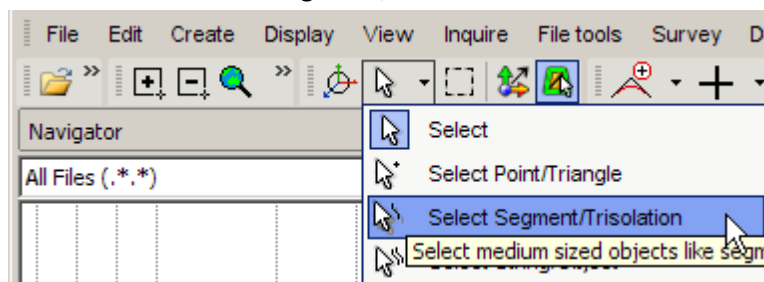 File Edit Create Display View Inquire File tools Survey D
Navigator
Select
All Files (.*.*)
Select Point/Triangle
Select Segment/Trisolation
Select medium sized objects like segm